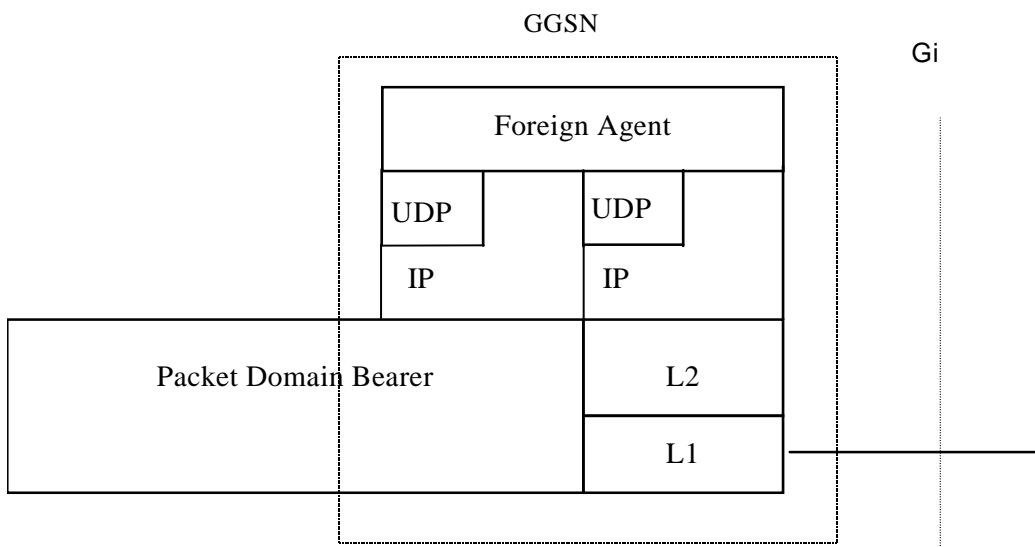 GGSN
Gi
Foreign Agent
UDP
UDP
IP
IP
Packet Domain Bearer
L2
L1